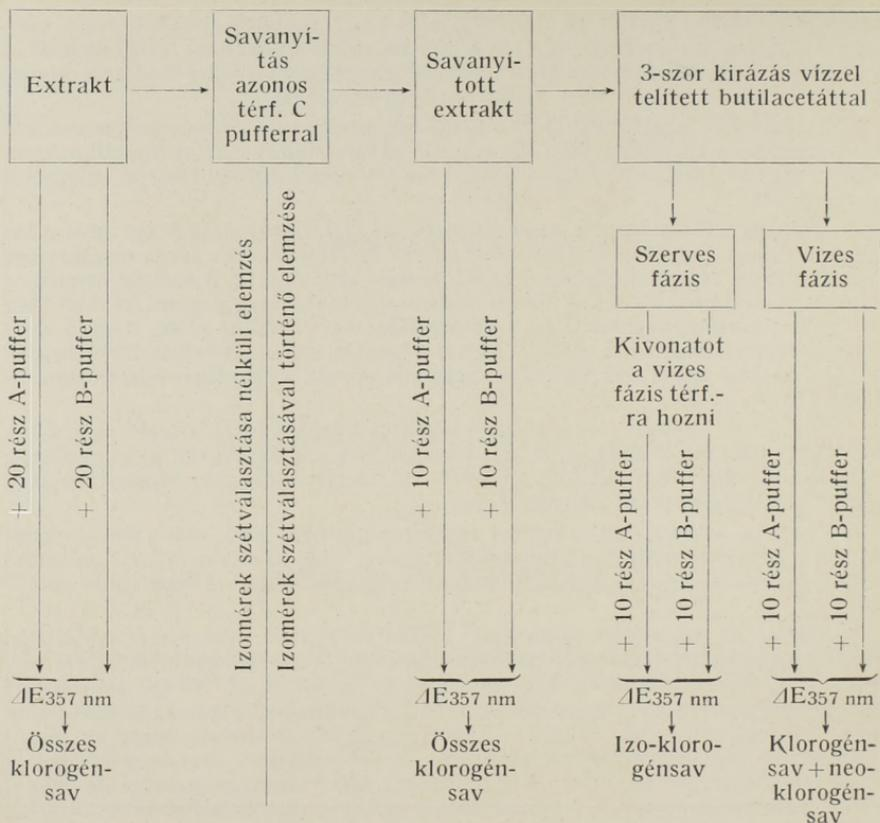 Extrakt
Savanyí-
tás
azonos
térf. C
pufferral
Savanyí-
tott
extrakt
3-szor kirázás vízzel
telített butilacetáttal
Szerves
fázis
Vizes
fázis
Kivonatot
a vizes
fázis térf.-
ra hozni
+ 20 rész A-puffer
+ 20 rész B-puffer
Izomérek szétválasztása nélküli elemzés
Izomérek szétválasztásával történő elemzése
+ 10 rész A-puffer
+ 10 rész B-puffer
+ 10 rész A-puffer
+ 10 rész B-puffer
+ 10 rész A-puffer
+ 10 rész B-puffer
ΔE357 nm
Összes
klorogén-
sav
ΔE357 nm
Összes
klorogén-
sav
ΔE357 nm
Izo-kloro-
génsav
ΔE357 nm
Klorogén-
sav + neo-
klorogén-
sav